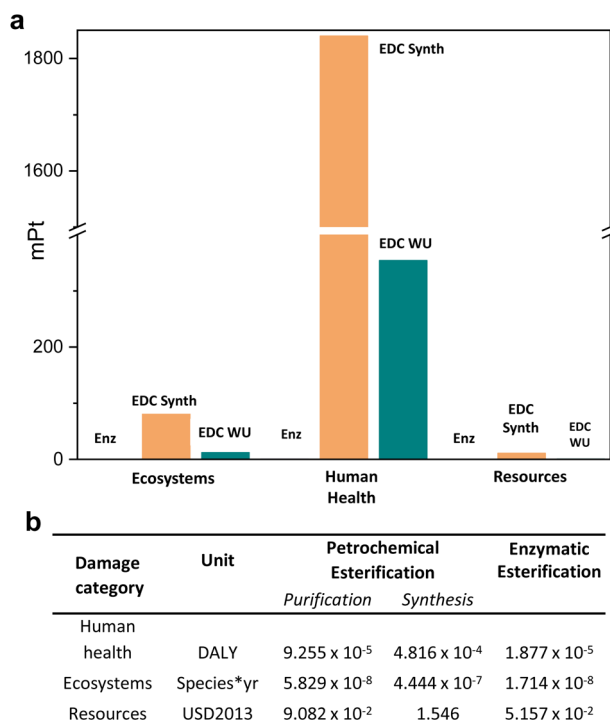 a
EDC Synth
1800
1600
mPt
EDC WU
200
EDC Synth
EDC WU
Enz
Enz
Enz
EDC
Synth
EDC
WU
0
Ecosystems
Human
Health
Resources
b
Damage
category
Unit
Petrochemical
Esterification
Enzymatic
Esterification
Purification
Synthesis
Human
health DALY 9.255 x 10⁻⁵ 4.816 x 10⁻⁴ 1.877 x 10⁻⁵
Ecosystems Species*yr 5.829 x 10⁻⁸ 4.444 x 10⁻⁷ 1.714 x 10⁻⁸
Resources USD2013 9.082 x 10⁻² 1.546 5.157 x 10⁻²